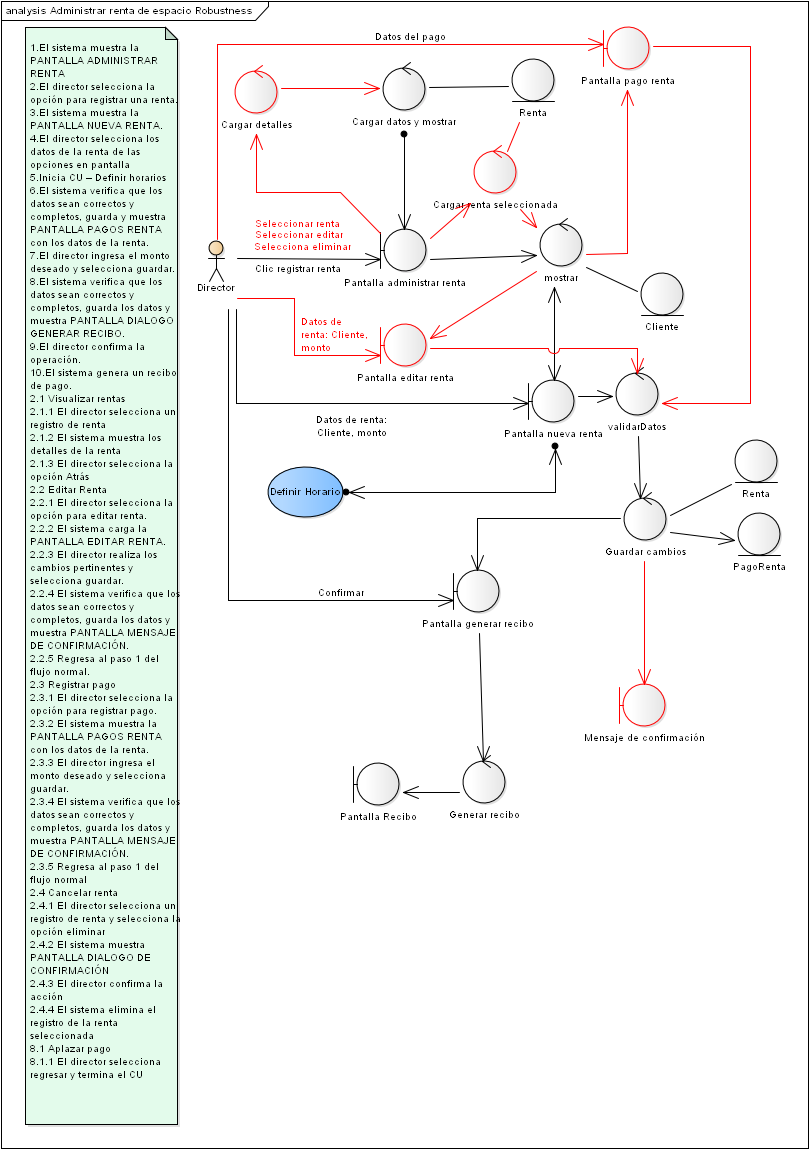 analysis Administrar renta de espacio Robustness
1.El sistema muestra la
PANTALLA ADMINISTRAR
RENTA
2.El director selecciona la
opción para registrar una renta.
3.El sistema muestra la
PANTALLA NUEVA RENTA.
4.El director selecciona los
datos de la renta de las
opciones en pantalla
5.Inicia CU – Definir horarios
6.El sistema verifica que los
datos sean correctos y
completos, guarda y muestra
PANTALLA PAGOS RENTA
con los datos de la renta.
7.El director ingresa el monto
deseado y selecciona guardar.
8.El sistema verifica que los
datos sean correctos y
completos, guarda los datos y
muestra PANTALLA DIALOGO
GENERAR RECIBO.
9.El director confirma la
operación.
10.El sistema genera un recibo
de pago.
2.1 Visualizar rentas
2.1.1 El director selecciona un
registro de renta
2.1.2 El sistema muestra los
detalles de la renta
2.1.3 El director selecciona la
opción Atrás
2.2 Editar Renta
2.2.1 El director selecciona la
opción para editar renta.
2.2.2 El sistema carga la
PANTALLA EDITAR RENTA.
2.2.3 El director realiza los
cambios pertinentes y
selecciona guardar.
2.2.4 El sistema verifica que los
datos sean correctos y
completos, guarda los datos y
muestra PANTALLA MENSAJE
DE CONFIRMACIÓN.
2.2.5 Regresa al paso 1 del
flujo normal.
2.3 Registrar pago
2.3.1 El director selecciona la
opción para registrar pago.
2.3.2 El sistema muestra la
PANTALLA PAGOS RENTA
con los datos de la renta.
2.3.3 El director ingresa el
monto deseado y selecciona
guardar.
2.3.4 El sistema verifica que los
datos sean correctos y
completos, guarda los datos y
muestra PANTALLA MENSAJE
DE CONFIRMACIÓN.
2.3.5 Regresa al paso 1 del
flujo normal
2.4 Cancelar renta
2.4.1 El director selecciona un
registro de renta y selecciona la
opción eliminar
2.4.2 El sistema muestra
PANTALLA DIALOGO DE
CONFIRMACIÓN
2.4.3 El director confirma la
acción
2.4.4 El sistema elimina el
registro de la renta
seleccionada
8.1 Aplazar pago
8.1.1 El director selecciona
regresar y termina el CU
Datos del pago
Pantalla pago renta
Cargar detalles
Cargar datos y mostrar
Renta
Cargar renta seleccionada
Seleccionar renta
Seleccionar editar
Selecciona eliminar
Clic registrar renta
Director
Pantalla administrar renta
mostrar
Cliente
Datos de
renta: Cliente,
monto
Pantalla editar renta
Datos de renta:
Cliente, monto
Pantalla nueva renta
validarDatos
Definir Horario
Renta
Guardar cambios
PagoRenta
Confirmar
Pantalla generar recibo
Mensaje de confirmación
Pantalla Recibo
Generar recibo